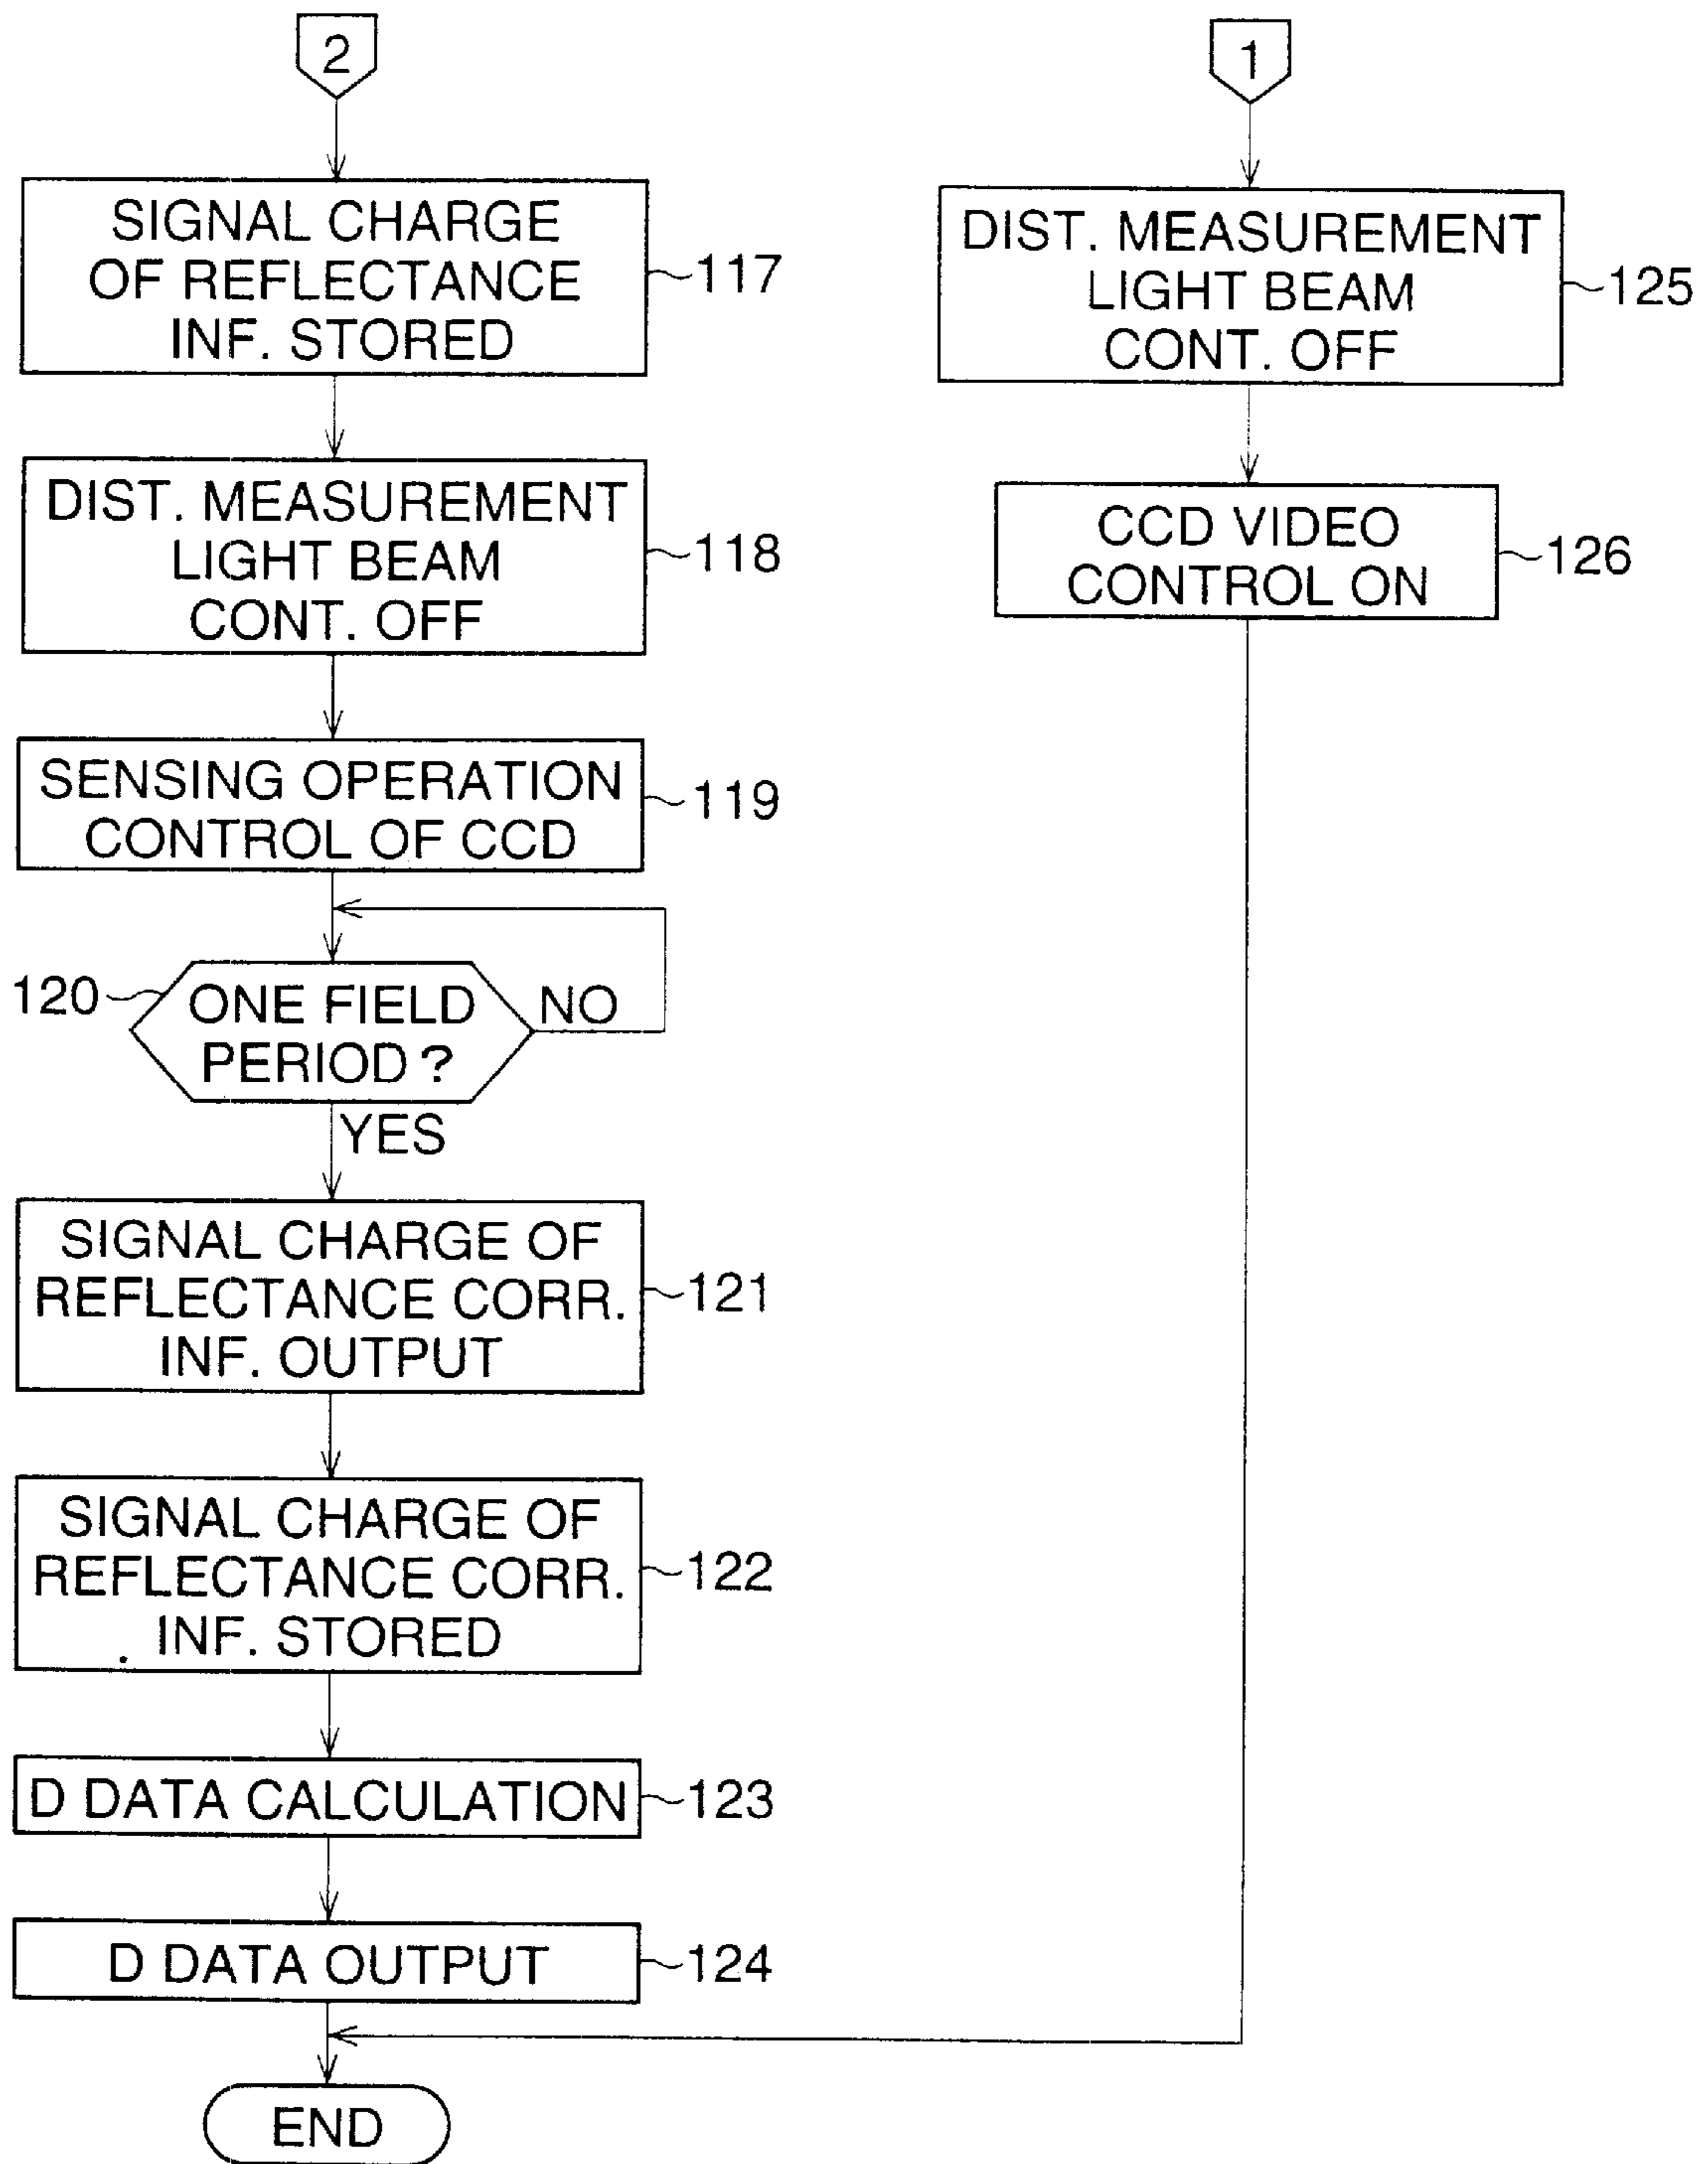 2
SIGNAL CHARGE
OF REFLECTANCE
INF. STORED
117
DIST. MEASUREMENT
LIGHT BEAM
CONT. OFF
118
SENSING OPERATION
CONTROL OF CCD
119
120
ONE FIELD
PERIOD ?
NO
YES
SIGNAL CHARGE OF
REFLECTANCE CORR.
INF. OUTPUT
121
SIGNAL CHARGE OF
REFLECTANCE CORR.
INF. STORED
122
D DATA CALCULATION
123
D DATA OUTPUT
124
END
1
DIST. MEASUREMENT
LIGHT BEAM
CONT. OFF
125
CCD VIDEO
CONTROL ON
126